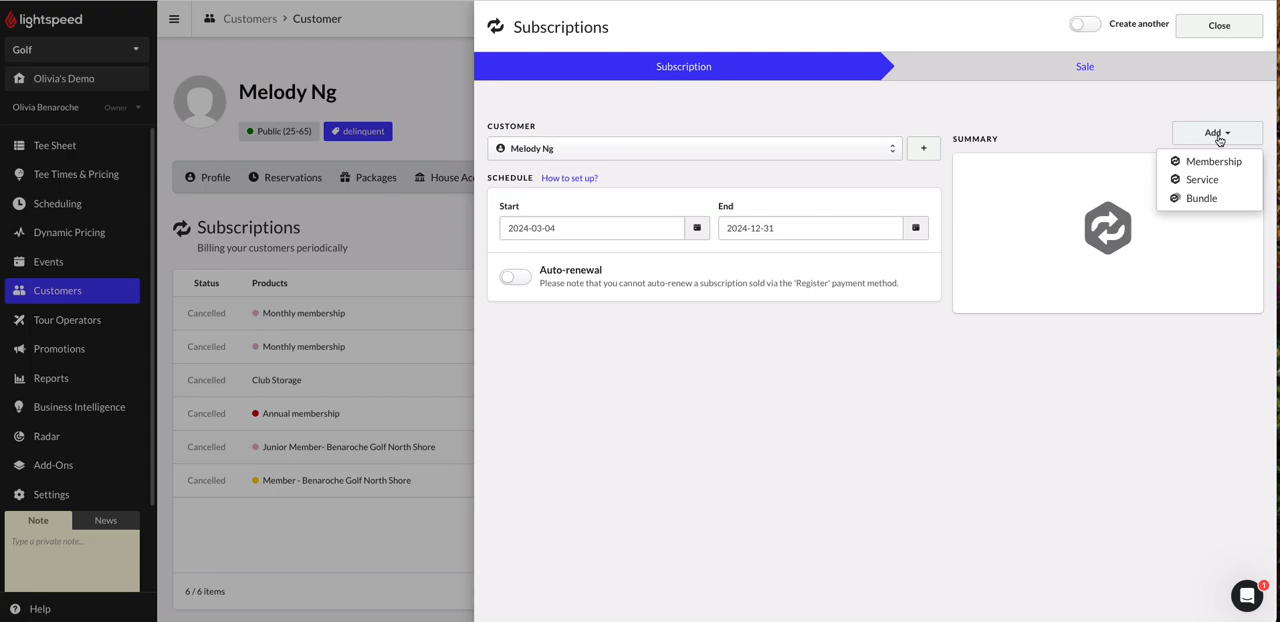 lightspeed
Golf
Olivia's Demo
Olivia Benaroche Owner
Tee Sheet
Tee Times & Pricing
Scheduling
Dynamic Pricing
Events
Customers
Tour Operators
Promotions
Reports
Business Intelligence
Radar
Add-Ons
Settings
Note News
Type a private note...
Help
Customers > Customer
Melody Ng
Public (25-65) delinquent
Profile Reservations Packages
Subscriptions
Billing your customers periodically
Status Products
Cancelled Monthly membership
Cancelled Monthly membership
Cancelled Club Storage
Cancelled Annual membership
Cancelled Junior Member- Benaroche Golf North Shore
Cancelled Member - Benaroche Golf North Shore
6 / 6 items
Subscriptions
Create another Close
Subscription Sale
CUSTOMER
Melody Ng +
SCHEDULE How to set up?
Start End
2024-03-04 2024-12-31
Auto-renewal
Please note that you cannot auto-renew a subscription sold via the 'Register' payment method.
SUMMARY Add
Membership
Service
Bundle
1